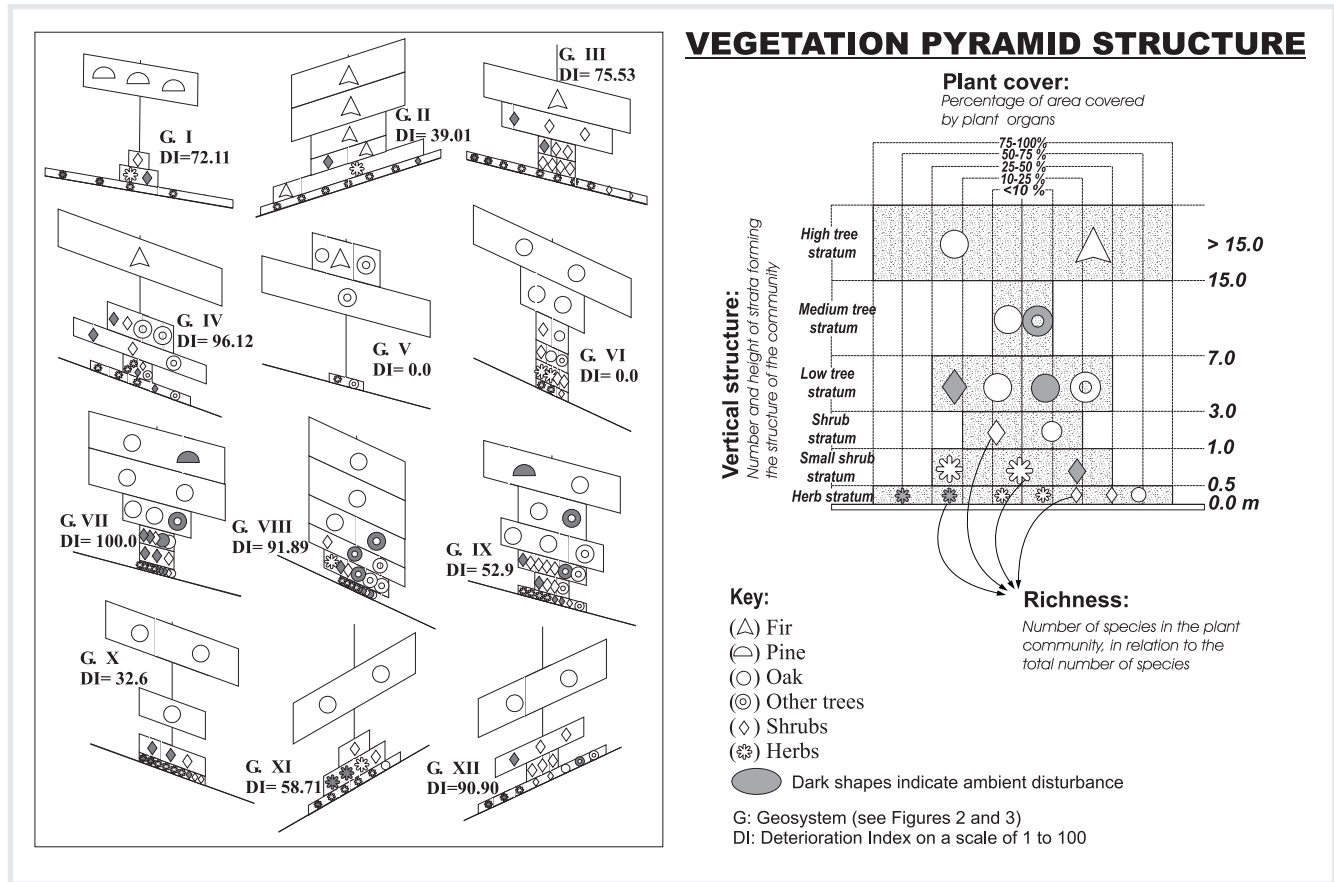 VEGETATION PYRAMID STRUCTURE
G. I
DI=72.11
G. II
DI= 39.01
G. III
DI= 75.53
G. IV
DI= 96.12
G. V
DI= 0.0
G. VI
DI= 0.0
G. VII
DI= 100.0
G. VIII
DI= 91.89
G. IX
DI= 52.9
G. X
DI= 32.6
G. XI
DI= 58.71
G. XII
DI=90.90
Plant cover:
Percentage of area covered
by plant organs
75-100%
50-75 %
25-50 %
10-25 %
<10 %
Vertical structure:
Number and height of strata forming
the structure of the community
High tree
stratum
> 15.0
15.0
Medium tree
stratum
7.0
Low tree
stratum
3.0
Shrub
stratum
1.0
Small shrub
stratum
0.5
Herb stratum
0.0 m
Richness:
Number of species in the plant
community, in relation to the
total number of species
Key:
( ) Fir
( ) Pine
( ) Oak
( ) Other trees
( ) Shrubs
( ) Herbs
Dark shapes indicate ambient disturbance
G: Geosystem (see Figures 2 and 3)
DI: Deterioration Index on a scale of 1 to 100